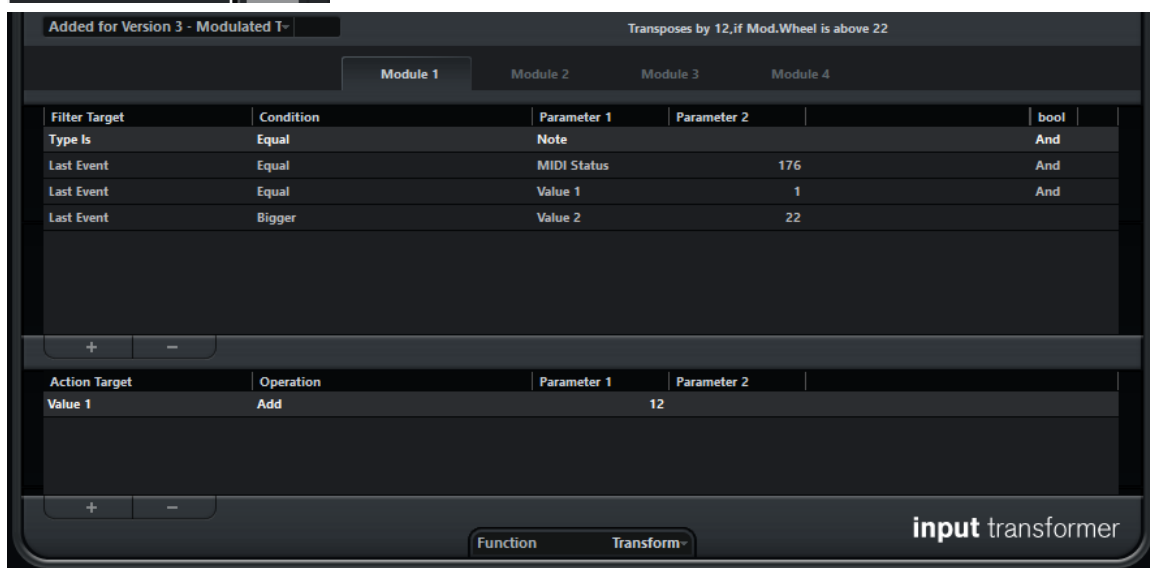 Added for Version 3 - Modulated T
Transposes by 12,if Mod.Wheel is above 22
Module 1 Module 2 Module 3 Module 4
Filter Target Condition Parameter 1 Parameter 2 bool
Type Is Equal Note And
Last Event Equal MIDI Status 176 And
Last Event Equal Value 1 1 And
Last Event Bigger Value 2 22
+ −
Action Target Operation Parameter 1 Parameter 2
Value 1 Add 12
+ −
input transformer
Function Transform